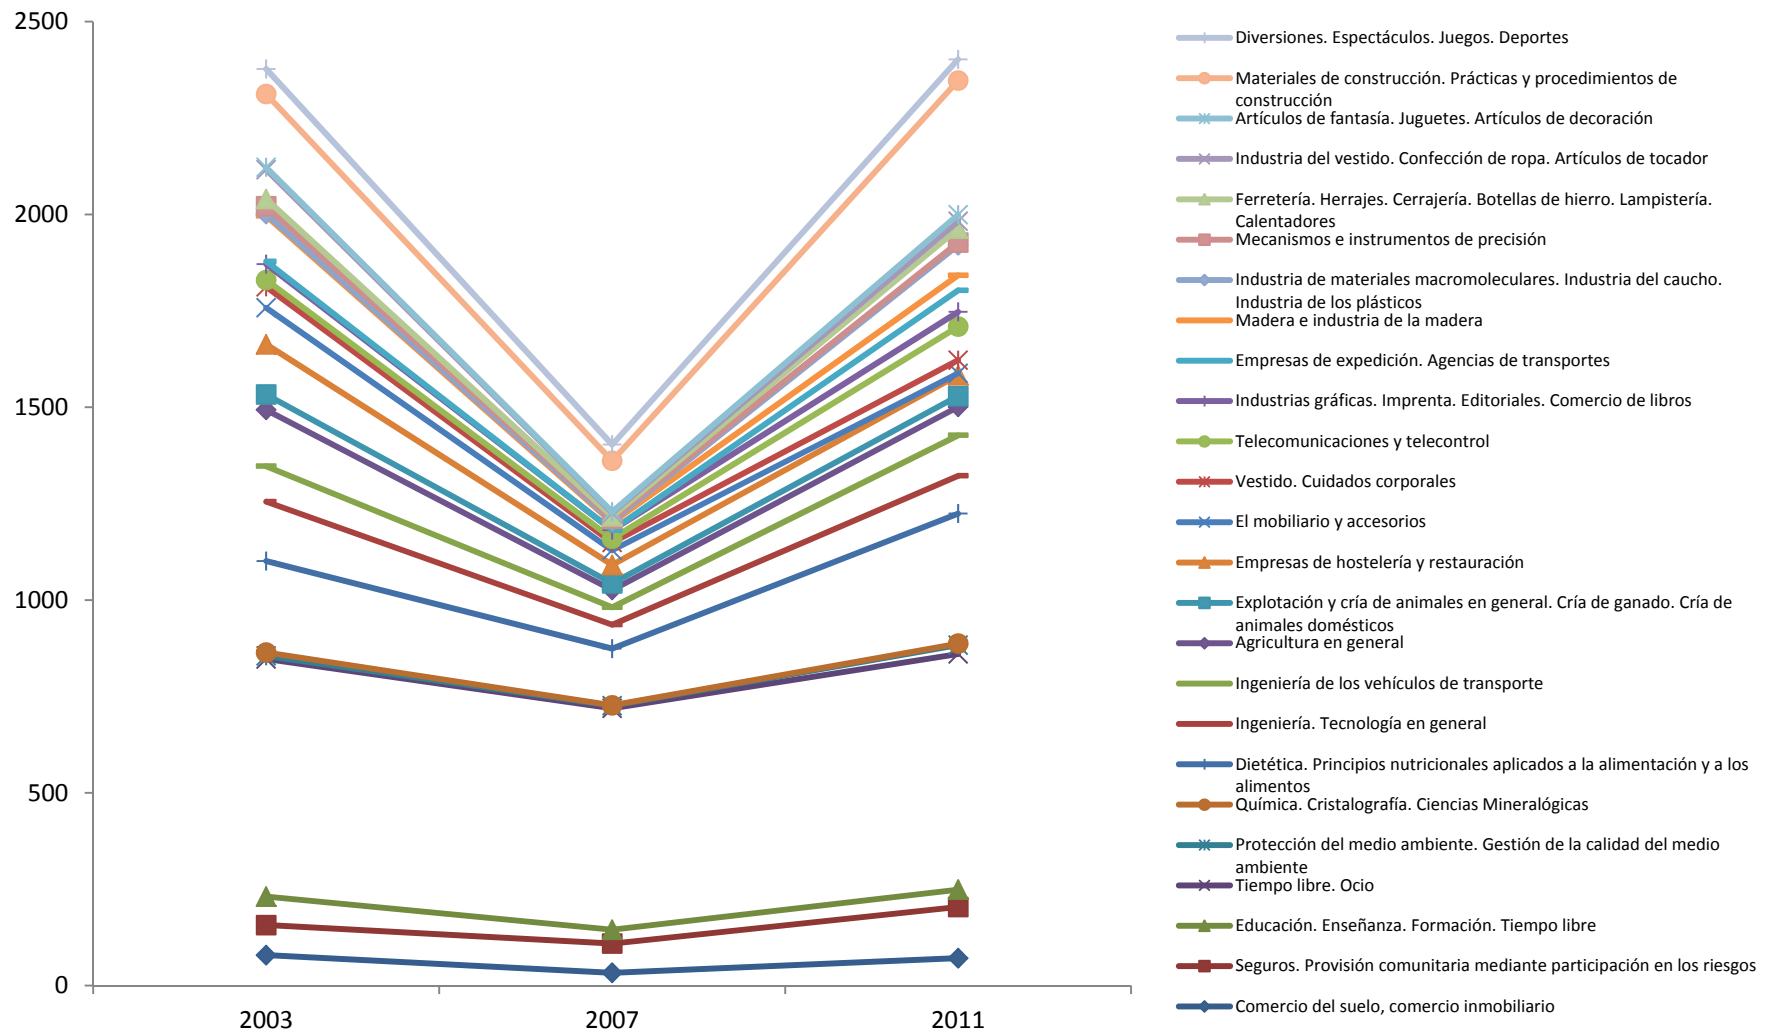 2500
2000
1500
1000
500
0
2003
2007
2011
Diversiones. Espectáculos. Juegos. Deportes
Materiales de construcción. Prácticas y procedimientos de
construcción
Artículos de fantasía. Juguetes. Artículos de decoración
Industria del vestido. Confección de ropa. Artículos de tocador
Ferretería. Herrajes. Cerrajería. Botellas de hierro. Lampistería.
Calentadores
Mecanismos e instrumentos de precisión
Industria de materiales macromoleculares. Industria del caucho.
Industria de los plásticos
Madera e industria de la madera
Empresas de expedición. Agencias de transportes
Industrias gráficas. Imprenta. Editoriales. Comercio de libros
Telecomunicaciones y telecontrol
Vestido. Cuidados corporales
El mobiliario y accesorios
Empresas de hostelería y restauración
Explotación y cría de animales en general. Cría de ganado. Cría de
animales domésticos
Agricultura en general
Ingeniería de los vehículos de transporte
Ingeniería. Tecnología en general
Dietética. Principios nutricionales aplicados a la alimentación y a los
alimentos
Química. Cristalografía. Ciencias Mineralógicas
Protección del medio ambiente. Gestión de la calidad del medio
ambiente
Tiempo libre. Ocio
Educación. Enseñanza. Formación. Tiempo libre
Seguros. Provisión comunitaria mediante participación en los riesgos
Comercio del suelo, comercio inmobiliario